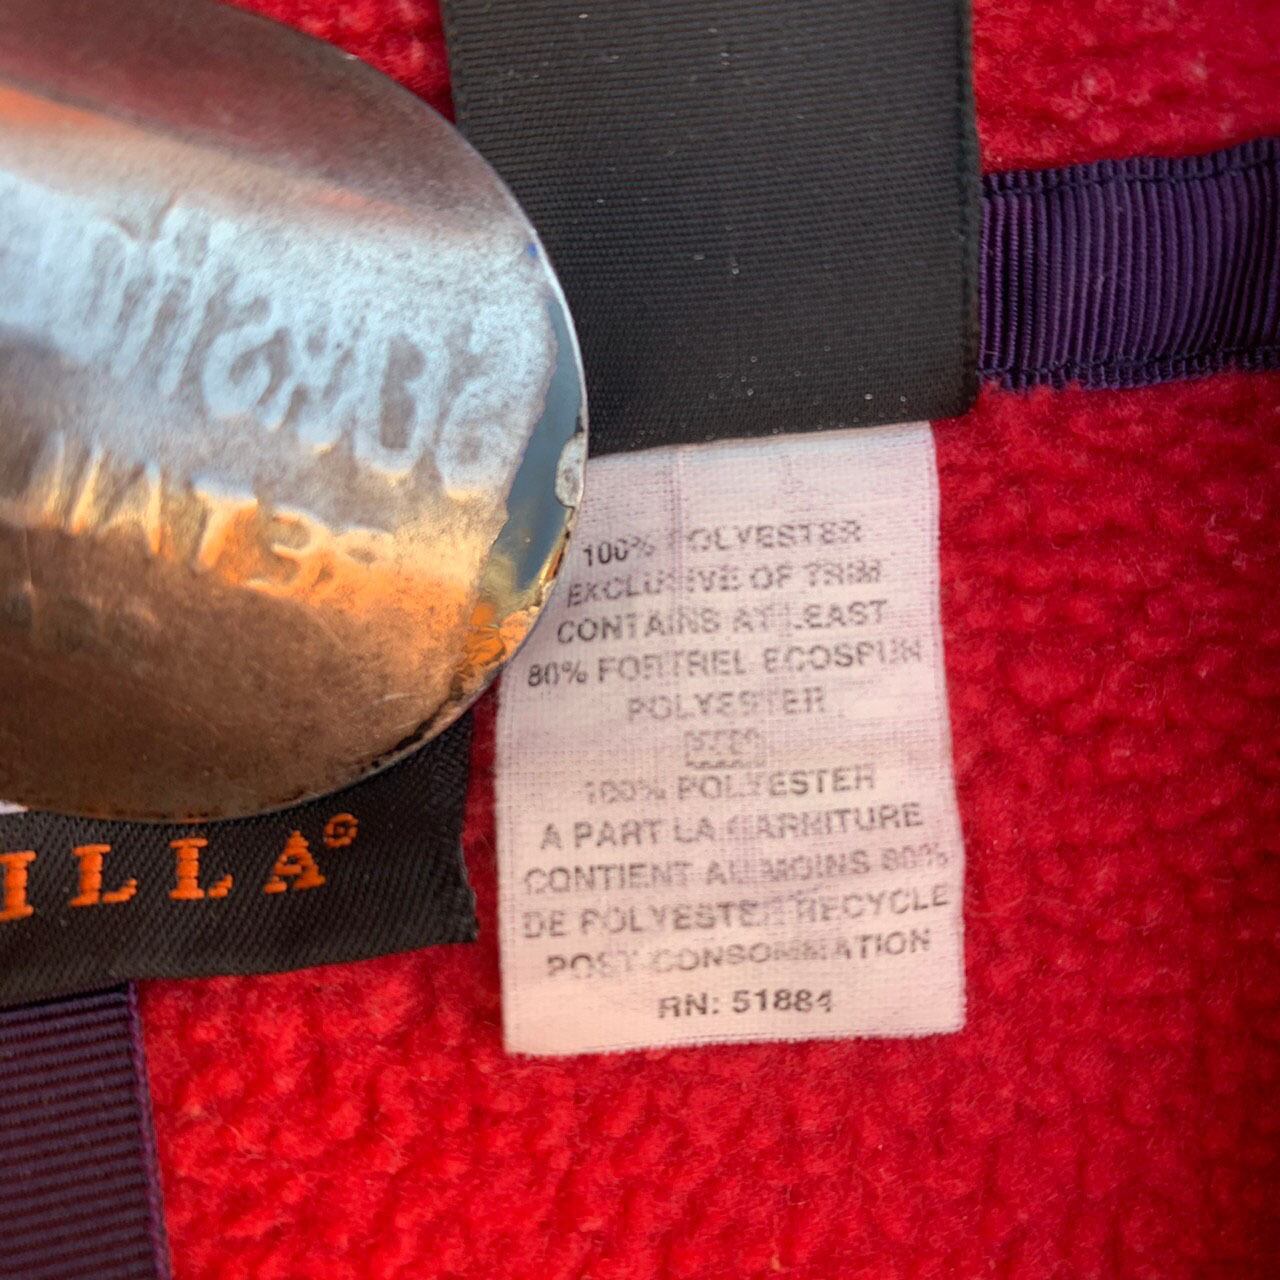 ILLA®
100% POLYESTER
EXCLUSIVE OF TRIM
CONTAINS AT LEAST
80% FORTREL ECOSPUN
POLYESTER
100% POLYESTER
A PART LA GARNITURE
CONTIENT AU MOINS 80%
DE POLYESTER RECYCLE
POST CONSOMMATION
RN: 51884